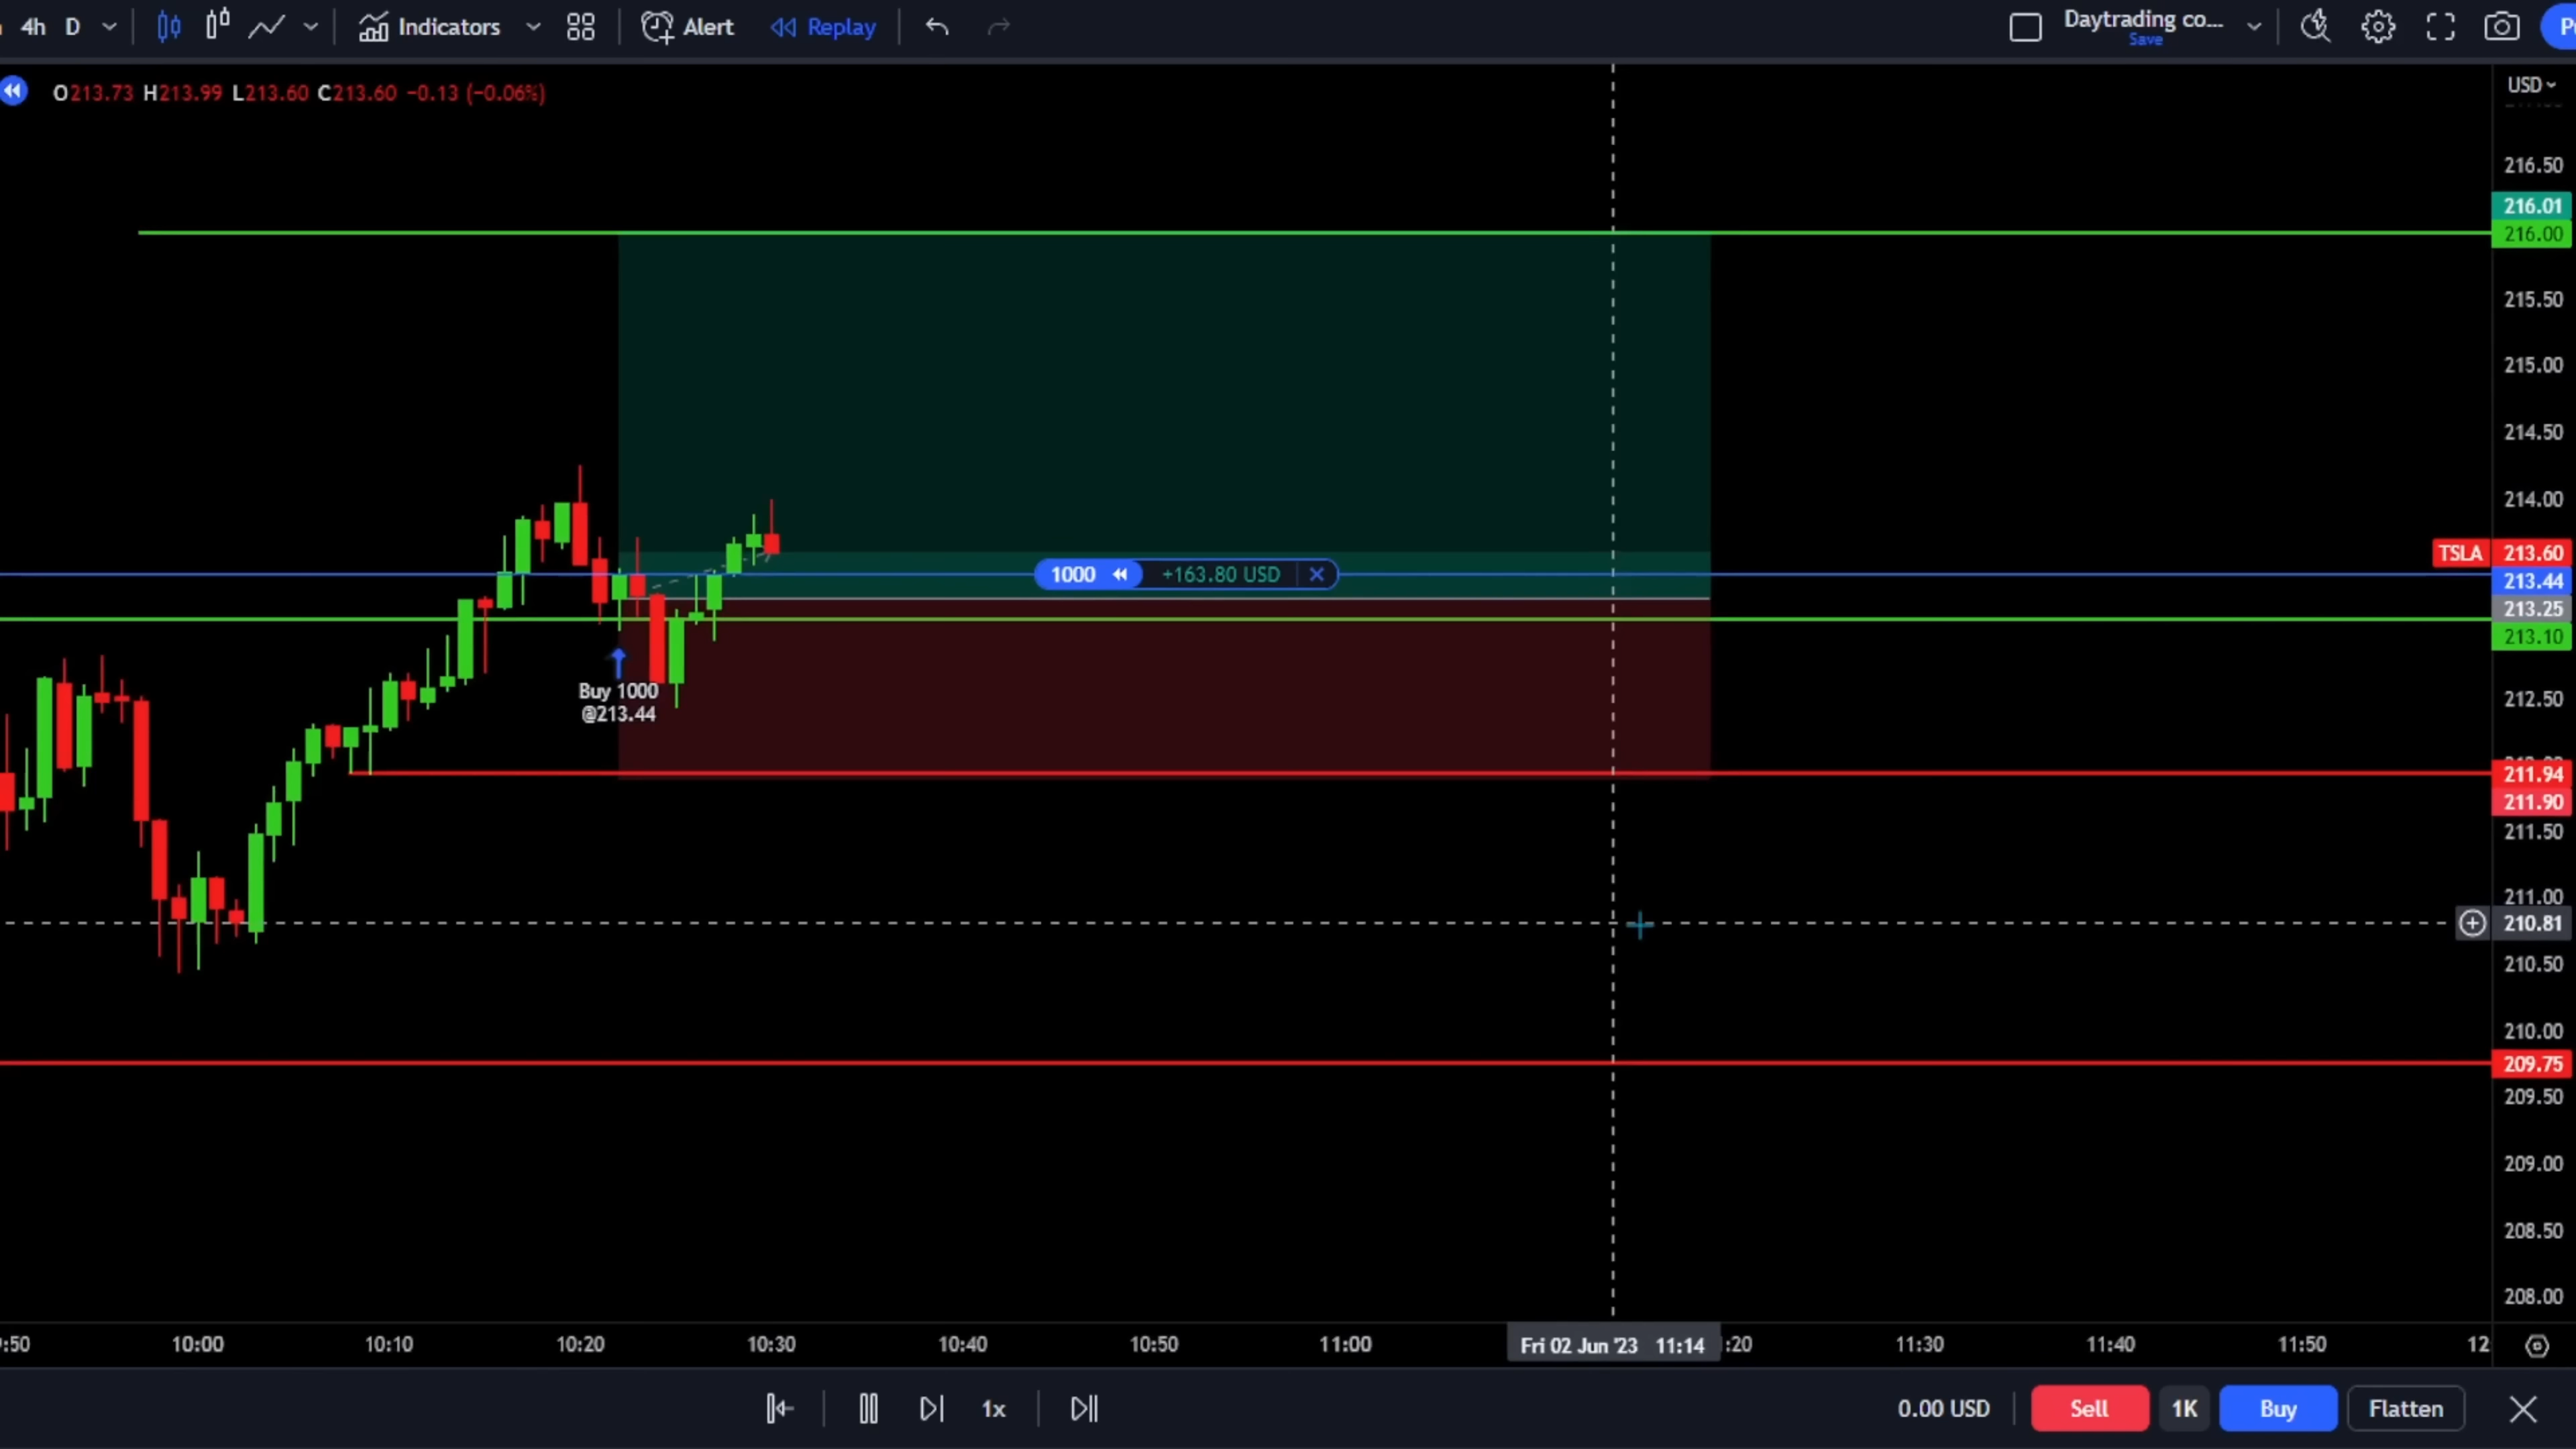 4h D Indicators Alert Replay Daytrading co... P
Save
O213.73 H213.99 L213.60 C213.60 −0.13 (−0.06%)
USD
216.50
216.01
216.00
215.50
215.00
214.50
214.00
TSLA 213.60
1000 +163.80 USD
213.44
213.25
213.10
Buy 1000
@213.44
212.50
211.94
211.90
211.50
211.00
210.81
210.50
210.00
209.75
209.50
209.00
208.50
208.00
:50 10:00 10:10 10:20 10:30 10:40 10:50 11:00 Fri 02 Jun '23 11:14 :20 11:30 11:40 11:50 12
1x 0.00 USD Sell 1K Buy Flatten